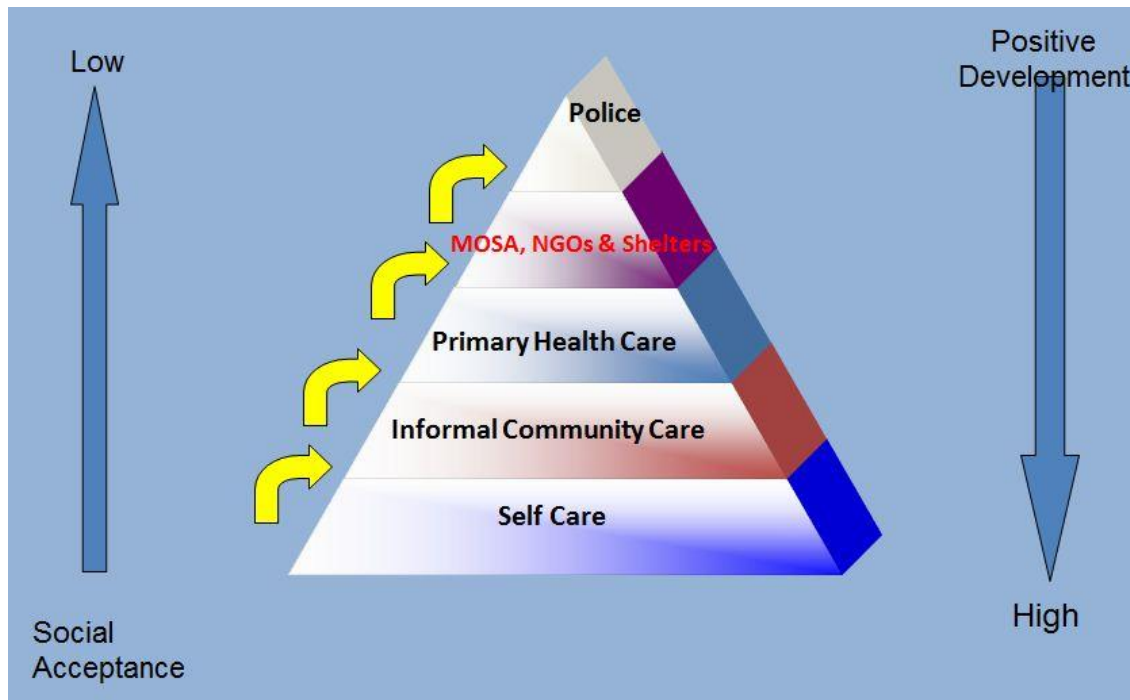 Low
Positive
Development
Police
MOSA, NGOs & Shelters
Primary Health Care
Informal Community Care
Self Care
Social
Acceptance
High